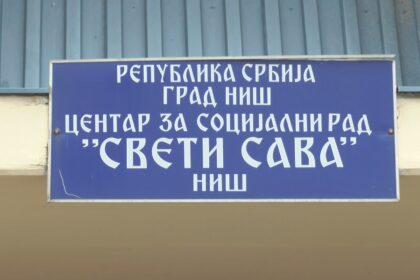 РЕПУБЛИКА СРБИЈА
ГРАД НИШ
ЦЕНТАР ЗА СОЦИЈАЛНИ РАД
"СВЕТИ САВА"
НИШ